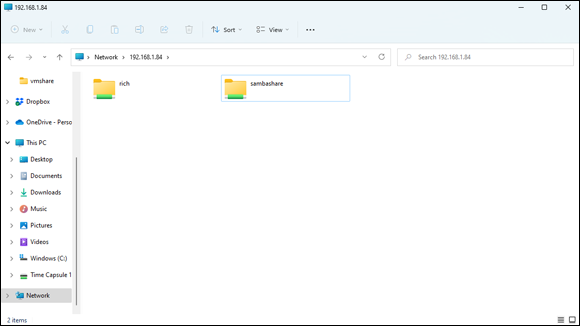 192.168.1.84
New
Sort
View
Network
192.168.1.84
Search 192.168.1.84
vmshare
Dropbox
OneDrive - Perso
This PC
Desktop
Documents
Downloads
Music
Pictures
Videos
Windows (C:)
Time Capsule 1
Network
rich
sambashare
2 items